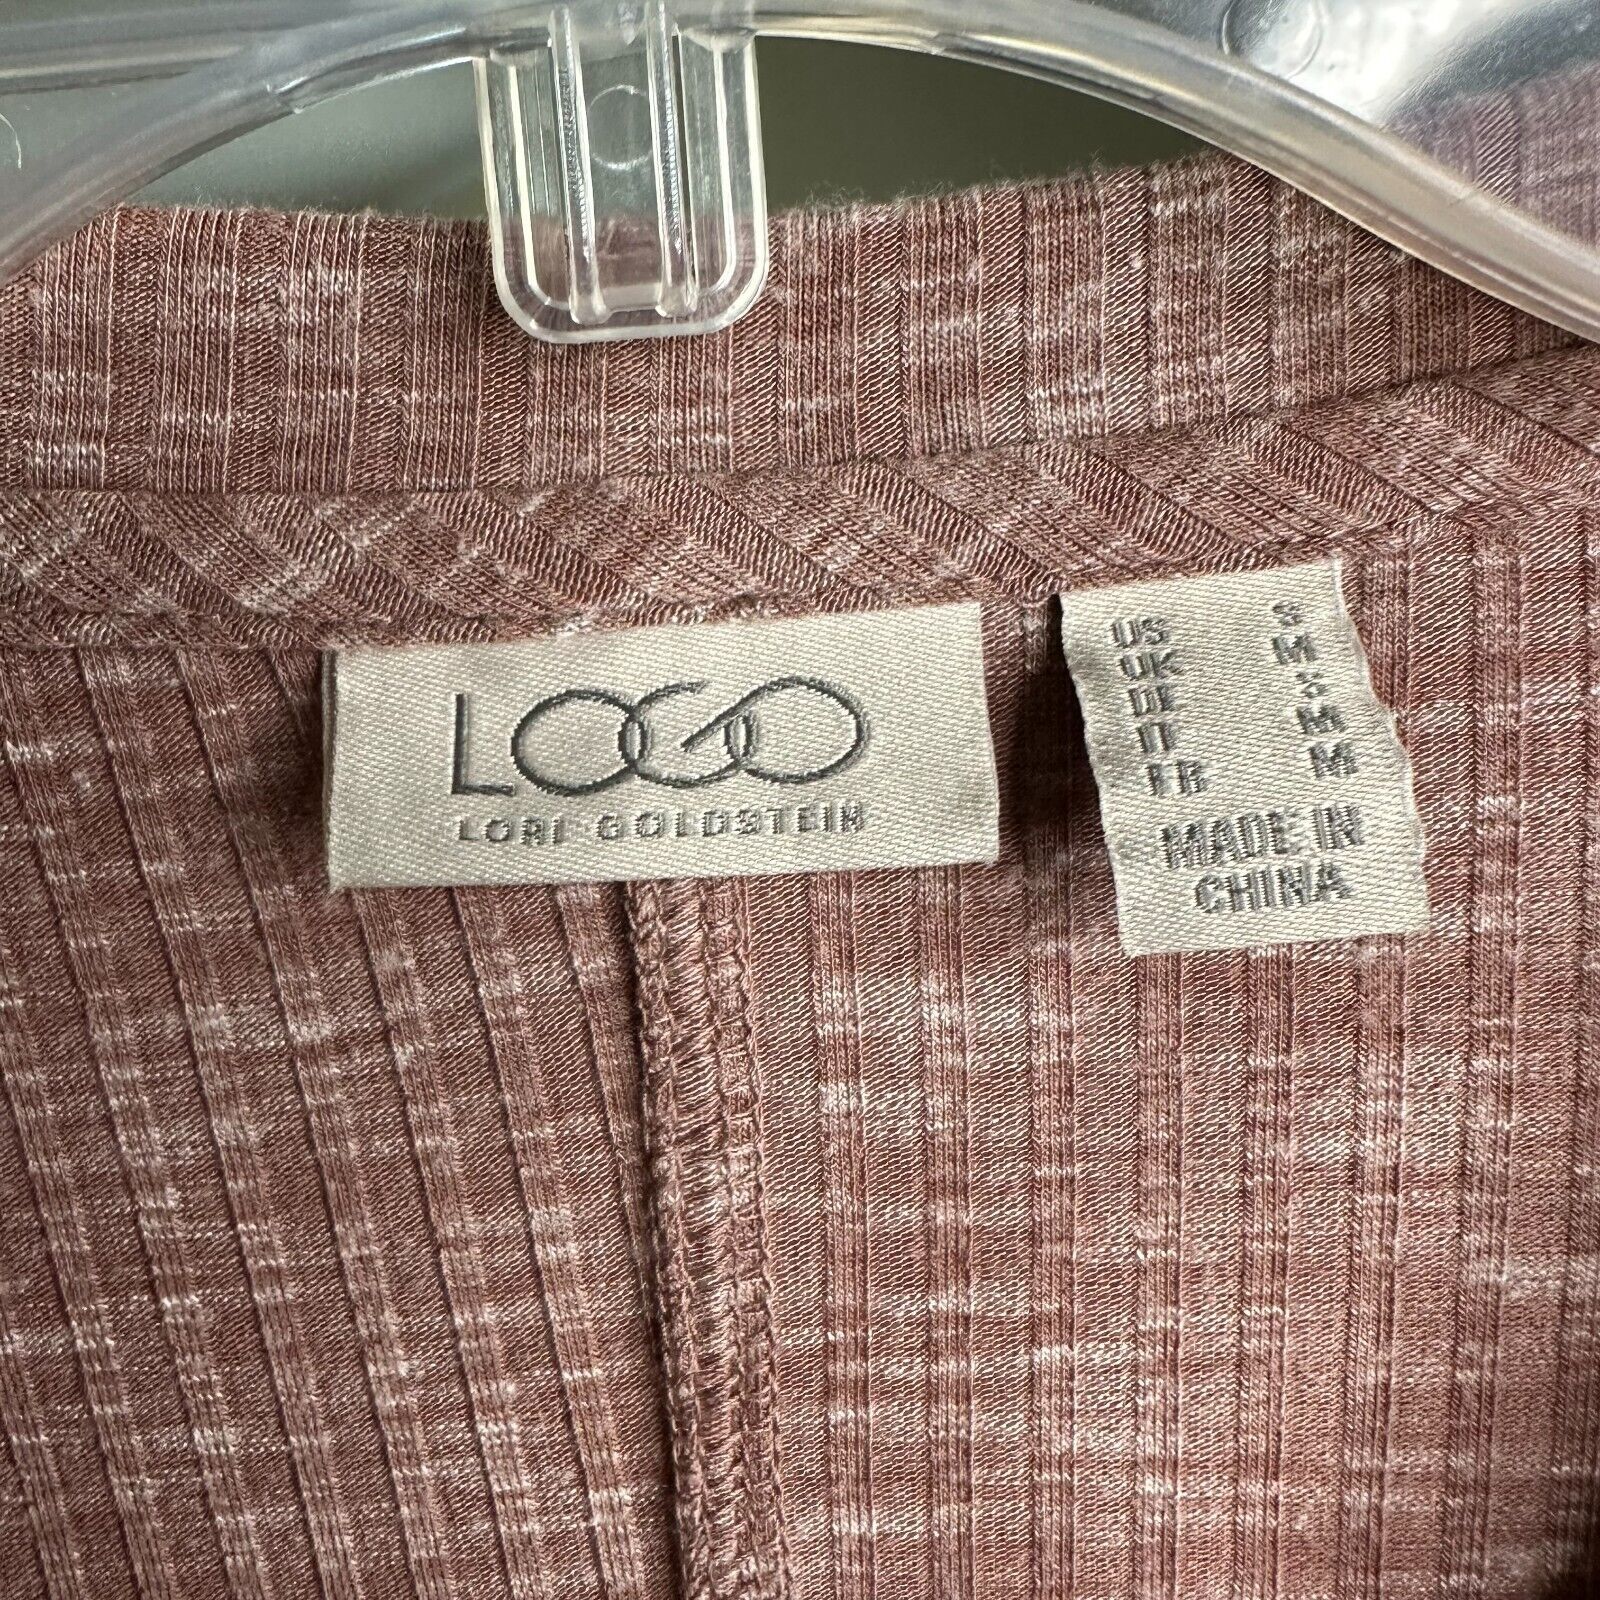 LOGO
LORI GOLDSTEIN
US S
UK M
DE
IT M
FR M
MADE IN
CHINA